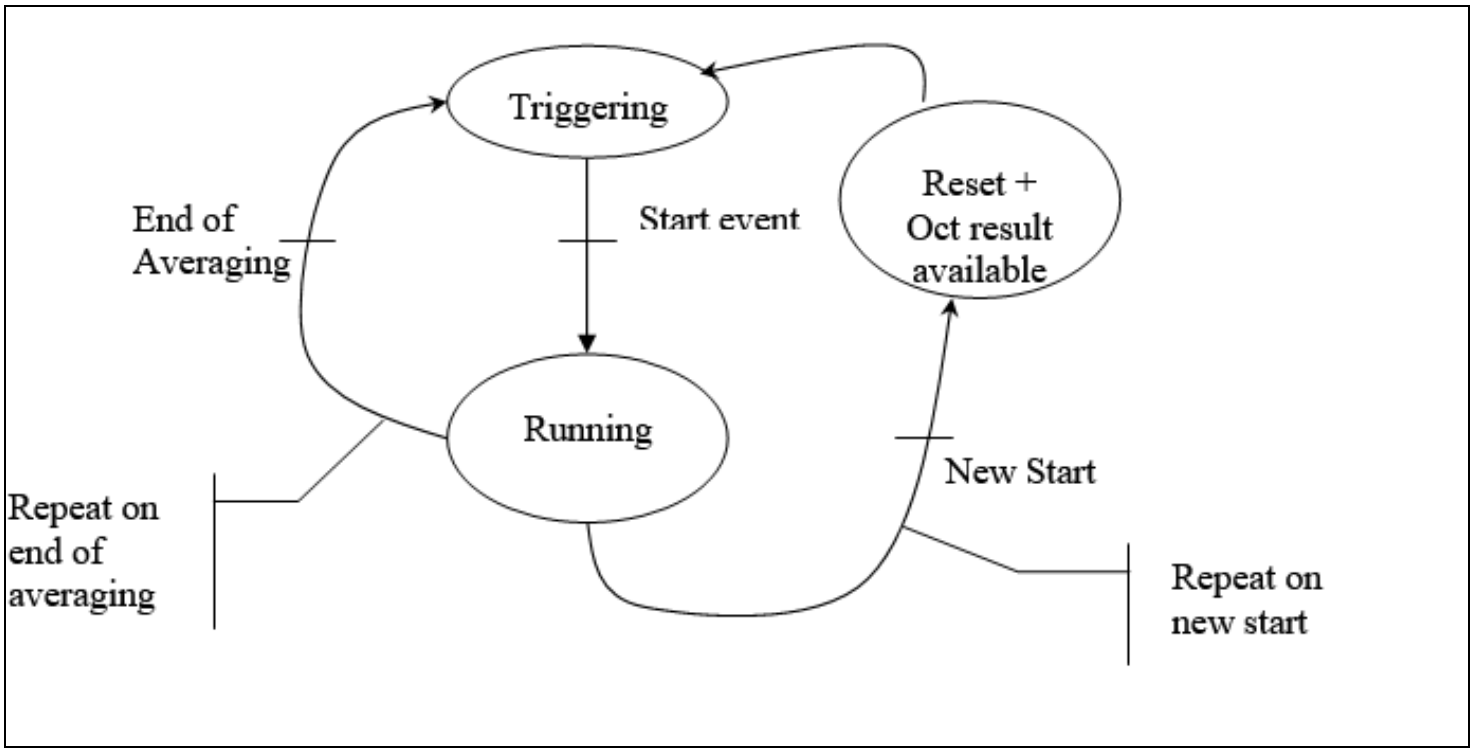 Triggering
Reset +
Oct result
available
End of
Averaging
Start event
Running
New Start
Repeat on
end of
averaging
Repeat on
new start